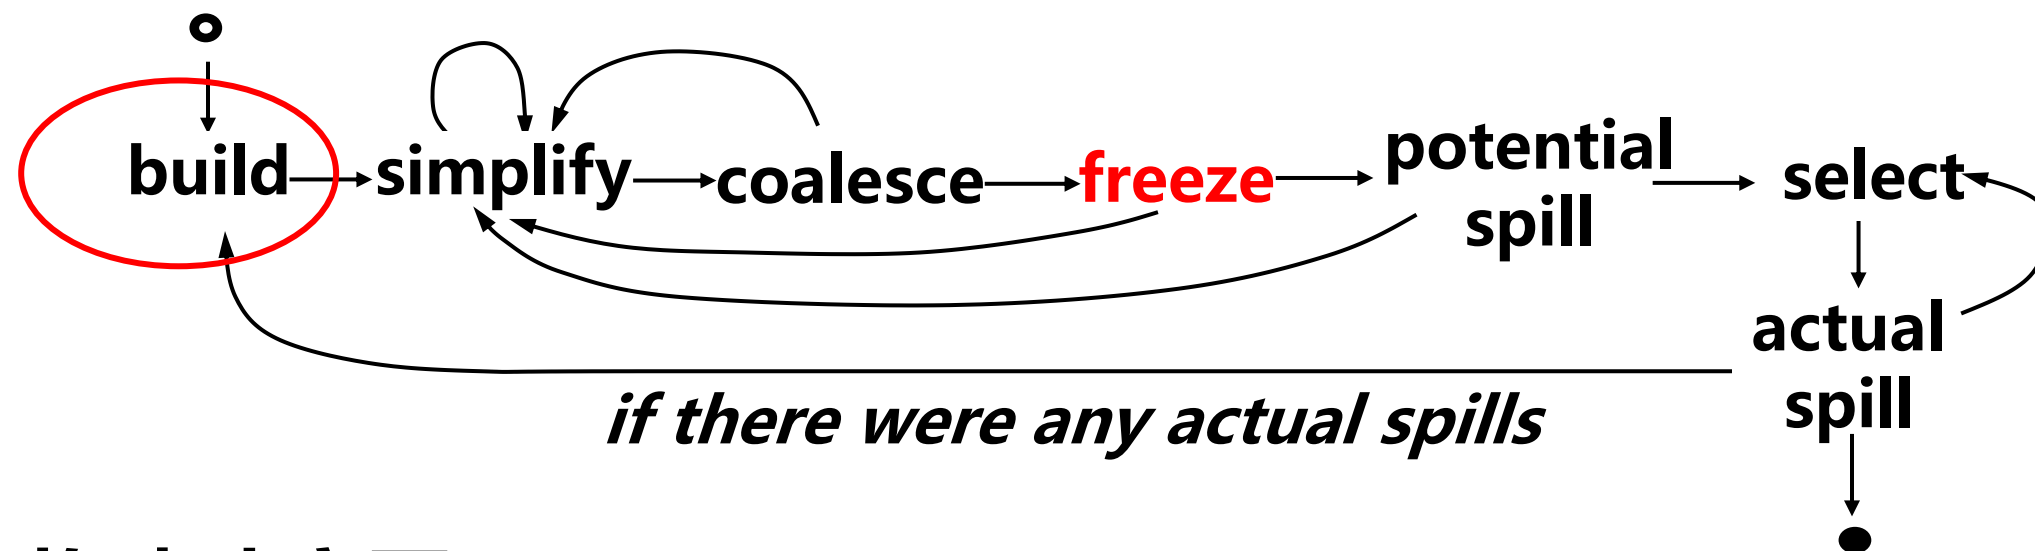 build simplify coalesce freeze potential spill select
actual spill
if there were any actual spills